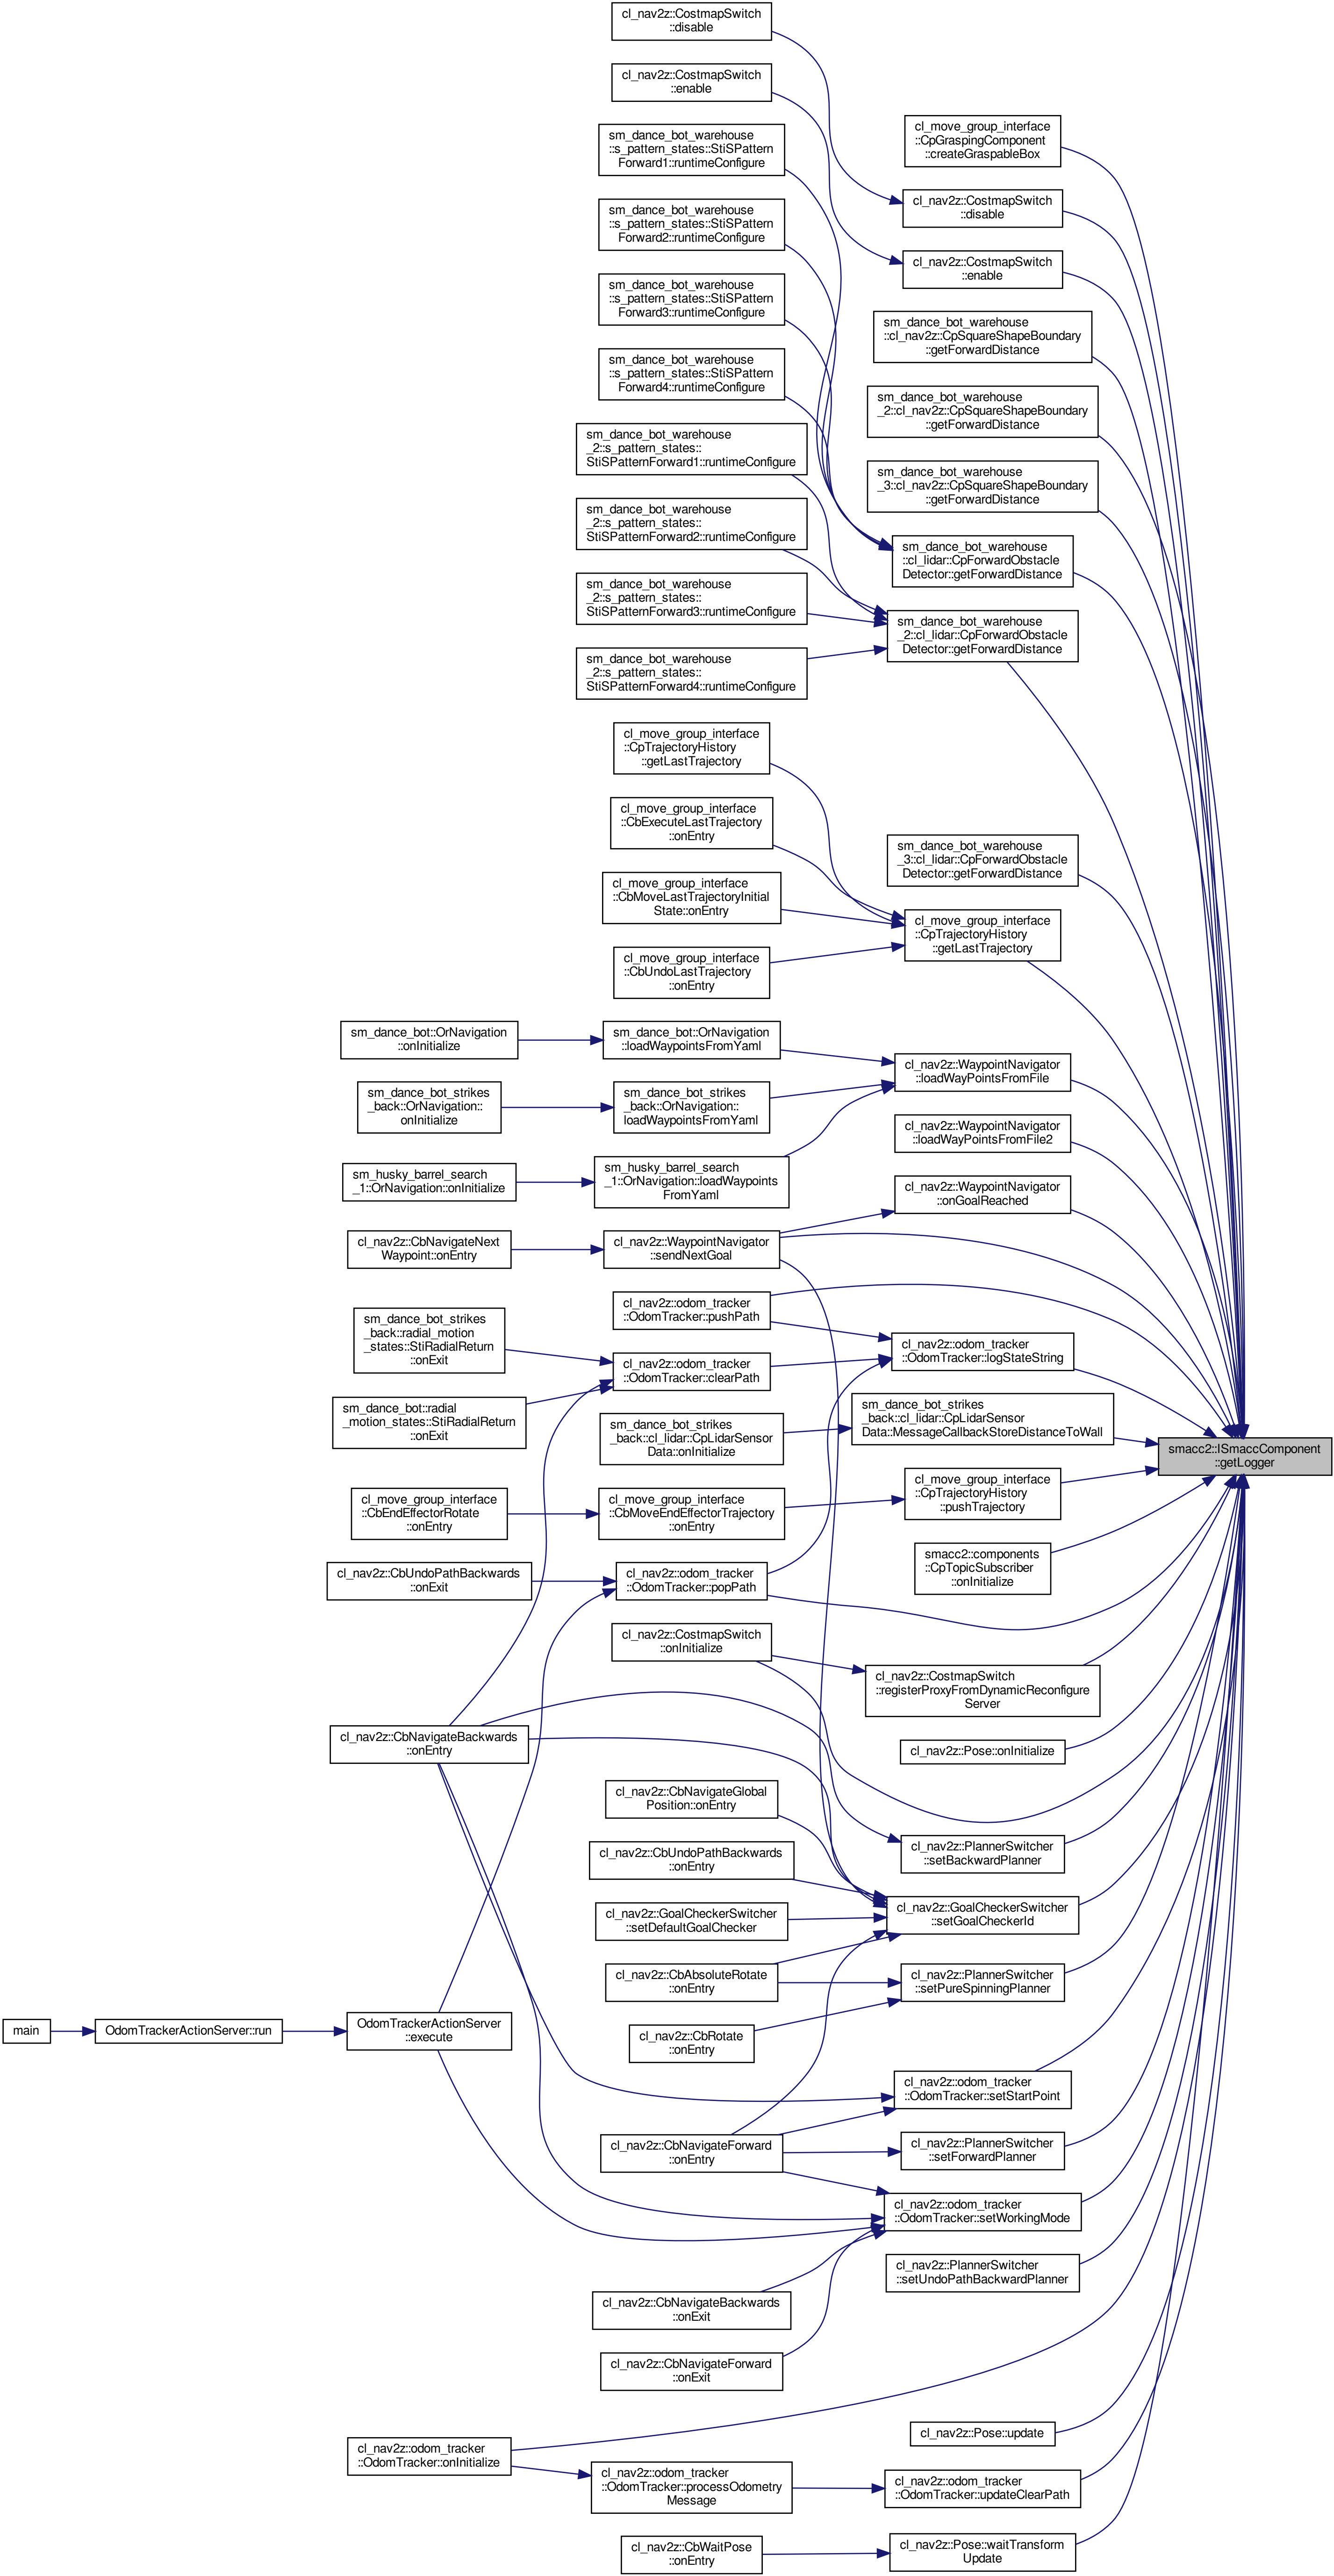 cl_nav2z::CostmapSwitch
::disable
cl_nav2z::CostmapSwitch
::enable
sm_dance_bot_warehouse
::s_pattern_states::StiSPattern
Forward1::runtimeConfigure
sm_dance_bot_warehouse
::s_pattern_states::StiSPattern
Forward2::runtimeConfigure
sm_dance_bot_warehouse
::s_pattern_states::StiSPattern
Forward3::runtimeConfigure
sm_dance_bot_warehouse
::s_pattern_states::StiSPattern
Forward4::runtimeConfigure
sm_dance_bot_warehouse
_2::s_pattern_states::
StiSPatternForward1::runtimeConfigure
sm_dance_bot_warehouse
_2::s_pattern_states::
StiSPatternForward2::runtimeConfigure
sm_dance_bot_warehouse
_2::s_pattern_states::
StiSPatternForward3::runtimeConfigure
sm_dance_bot_warehouse
_2::s_pattern_states::
StiSPatternForward4::runtimeConfigure
cl_move_group_interface
::CpTrajectoryHistory
::getLastTrajectory
cl_move_group_interface
::CbExecuteLastTrajectory
::onEntry
cl_move_group_interface
::CbMoveLastTrajectoryInitial
State::onEntry
cl_move_group_interface
::CbUndoLastTrajectory
::onEntry
cl_move_group_interface
::CpGraspingComponent
::createGraspableBox
cl_nav2z::CostmapSwitch
::disable
cl_nav2z::CostmapSwitch
::enable
sm_dance_bot_warehouse
::cl_nav2z::CpSquareShapeBoundary
::getForwardDistance
sm_dance_bot_warehouse
_2::cl_nav2z::CpSquareShapeBoundary
::getForwardDistance
sm_dance_bot_warehouse
_3::cl_nav2z::CpSquareShapeBoundary
::getForwardDistance
sm_dance_bot_warehouse
::cl_lidar::CpForwardObstacle
Detector::getForwardDistance
sm_dance_bot_warehouse
_2::cl_lidar::CpForwardObstacle
Detector::getForwardDistance
sm_dance_bot_warehouse
_3::cl_lidar::CpForwardObstacle
Detector::getForwardDistance
cl_move_group_interface
::CpTrajectoryHistory
::getLastTrajectory
sm_dance_bot::OrNavigation
::onInitialize
sm_dance_bot::OrNavigation
::loadWaypointsFromYaml
cl_nav2z::WaypointNavigator
::loadWayPointsFromFile
sm_dance_bot_strikes
_back::OrNavigation::
onInitialize
sm_dance_bot_strikes
_back::OrNavigation::
loadWaypointsFromYaml
cl_nav2z::WaypointNavigator
::loadWayPointsFromFile2
sm_husky_barrel_search
_1::OrNavigation::onInitialize
sm_husky_barrel_search
_1::OrNavigation::loadWaypoints
FromYaml
cl_nav2z::WaypointNavigator
::onGoalReached
cl_nav2z::CbNavigateNext
Waypoint::onEntry
cl_nav2z::WaypointNavigator
::sendNextGoal
cl_nav2z::odom_tracker
::OdomTracker::pushPath
sm_dance_bot_strikes
_back::radial_motion
_states::StiRadialReturn
::onExit
cl_nav2z::odom_tracker
::OdomTracker::clearPath
cl_nav2z::odom_tracker
::OdomTracker::logStateString
sm_dance_bot::radial
_motion_states::StiRadialReturn
::onExit
sm_dance_bot_strikes
_back::cl_lidar::CpLidarSensor
Data::onInitialize
sm_dance_bot_strikes
_back::cl_lidar::CpLidarSensor
Data::MessageCallbackStoreDistanceToWall
smacc2::ISmaccComponent
::getLogger
cl_move_group_interface
::CbEndEffectorRotate
::onEntry
cl_move_group_interface
::CbMoveEndEffectorTrajectory
::onEntry
cl_move_group_interface
::CpTrajectoryHistory
::pushTrajectory
smacc2::components
::CpTopicSubscriber
::onInitialize
cl_nav2z::CbUndoPathBackwards
::onExit
cl_nav2z::odom_tracker
::OdomTracker::popPath
cl_nav2z::CostmapSwitch
::onInitialize
cl_nav2z::CostmapSwitch
::registerProxyFromDynamicReconfigure
Server
cl_nav2z::CbNavigateBackwards
::onEntry
cl_nav2z::Pose::onInitialize
cl_nav2z::CbNavigateGlobal
Position::onEntry
cl_nav2z::PlannerSwitcher
::setBackwardPlanner
cl_nav2z::CbUndoPathBackwards
::onEntry
cl_nav2z::GoalCheckerSwitcher
::setGoalCheckerId
cl_nav2z::GoalCheckerSwitcher
::setDefaultGoalChecker
cl_nav2z::CbAbsoluteRotate
::onEntry
cl_nav2z::PlannerSwitcher
::setPureSpinningPlanner
main
OdomTrackerActionServer::run
OdomTrackerActionServer
::execute
cl_nav2z::CbRotate
::onEntry
cl_nav2z::odom_tracker
::OdomTracker::setStartPoint
cl_nav2z::CbNavigateForward
::onEntry
cl_nav2z::PlannerSwitcher
::setForwardPlanner
cl_nav2z::odom_tracker
::OdomTracker::setWorkingMode
cl_nav2z::PlannerSwitcher
::setUndoPathBackwardPlanner
cl_nav2z::CbNavigateBackwards
::onExit
cl_nav2z::CbNavigateForward
::onExit
cl_nav2z::Pose::update
cl_nav2z::odom_tracker
::OdomTracker::onInitialize
cl_nav2z::odom_tracker
::OdomTracker::processOdometry
Message
cl_nav2z::odom_tracker
::OdomTracker::updateClearPath
cl_nav2z::CbWaitPose
::onEntry
cl_nav2z::Pose::waitTransform
Update